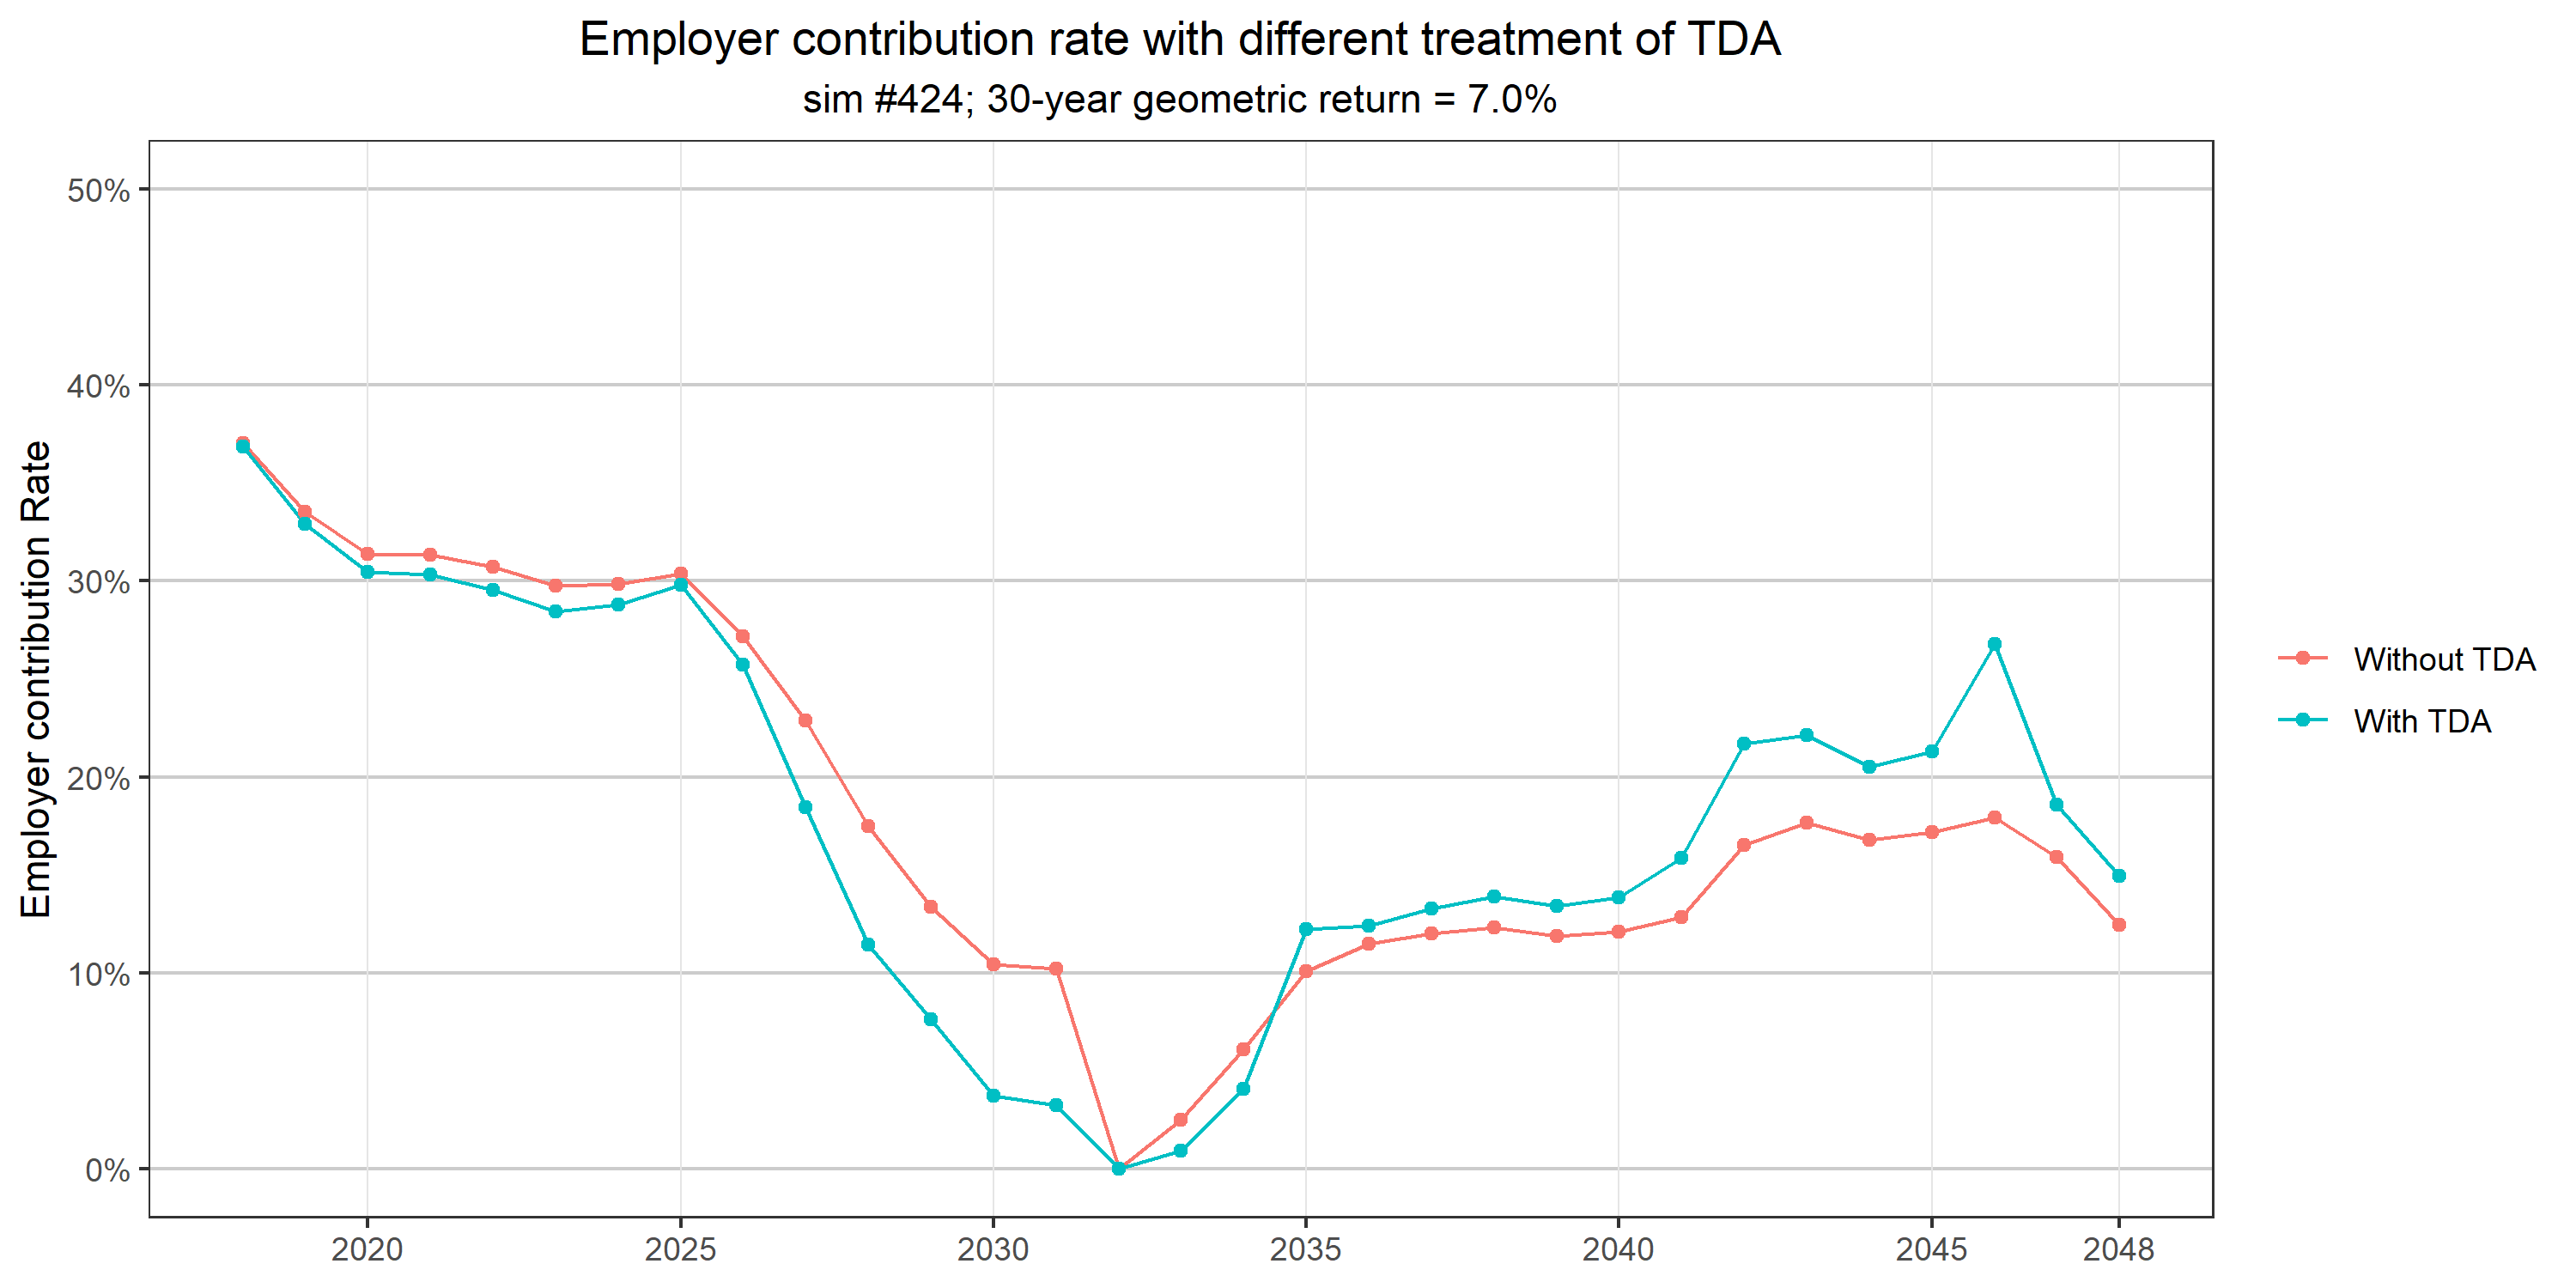 Employer contribution rate with different treatment of TDA
sim #424; 30-year geometric return = 7.0%
Employer contribution Rate
50%
40%
30%
20%
10%
0%
2020
2025
2030
2035
2040
2045
2048
Without TDA
With TDA